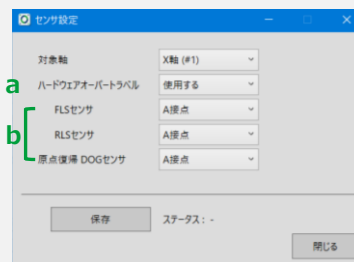 センサ設定
対象軸 X軸 (#1)
a ハードウェアオーバートラベル 使用する
b
FLSセンサ A接点
RLSセンサ A接点
原点復帰 DOGセンサ A接点
保存 ステータス: -
閉じる